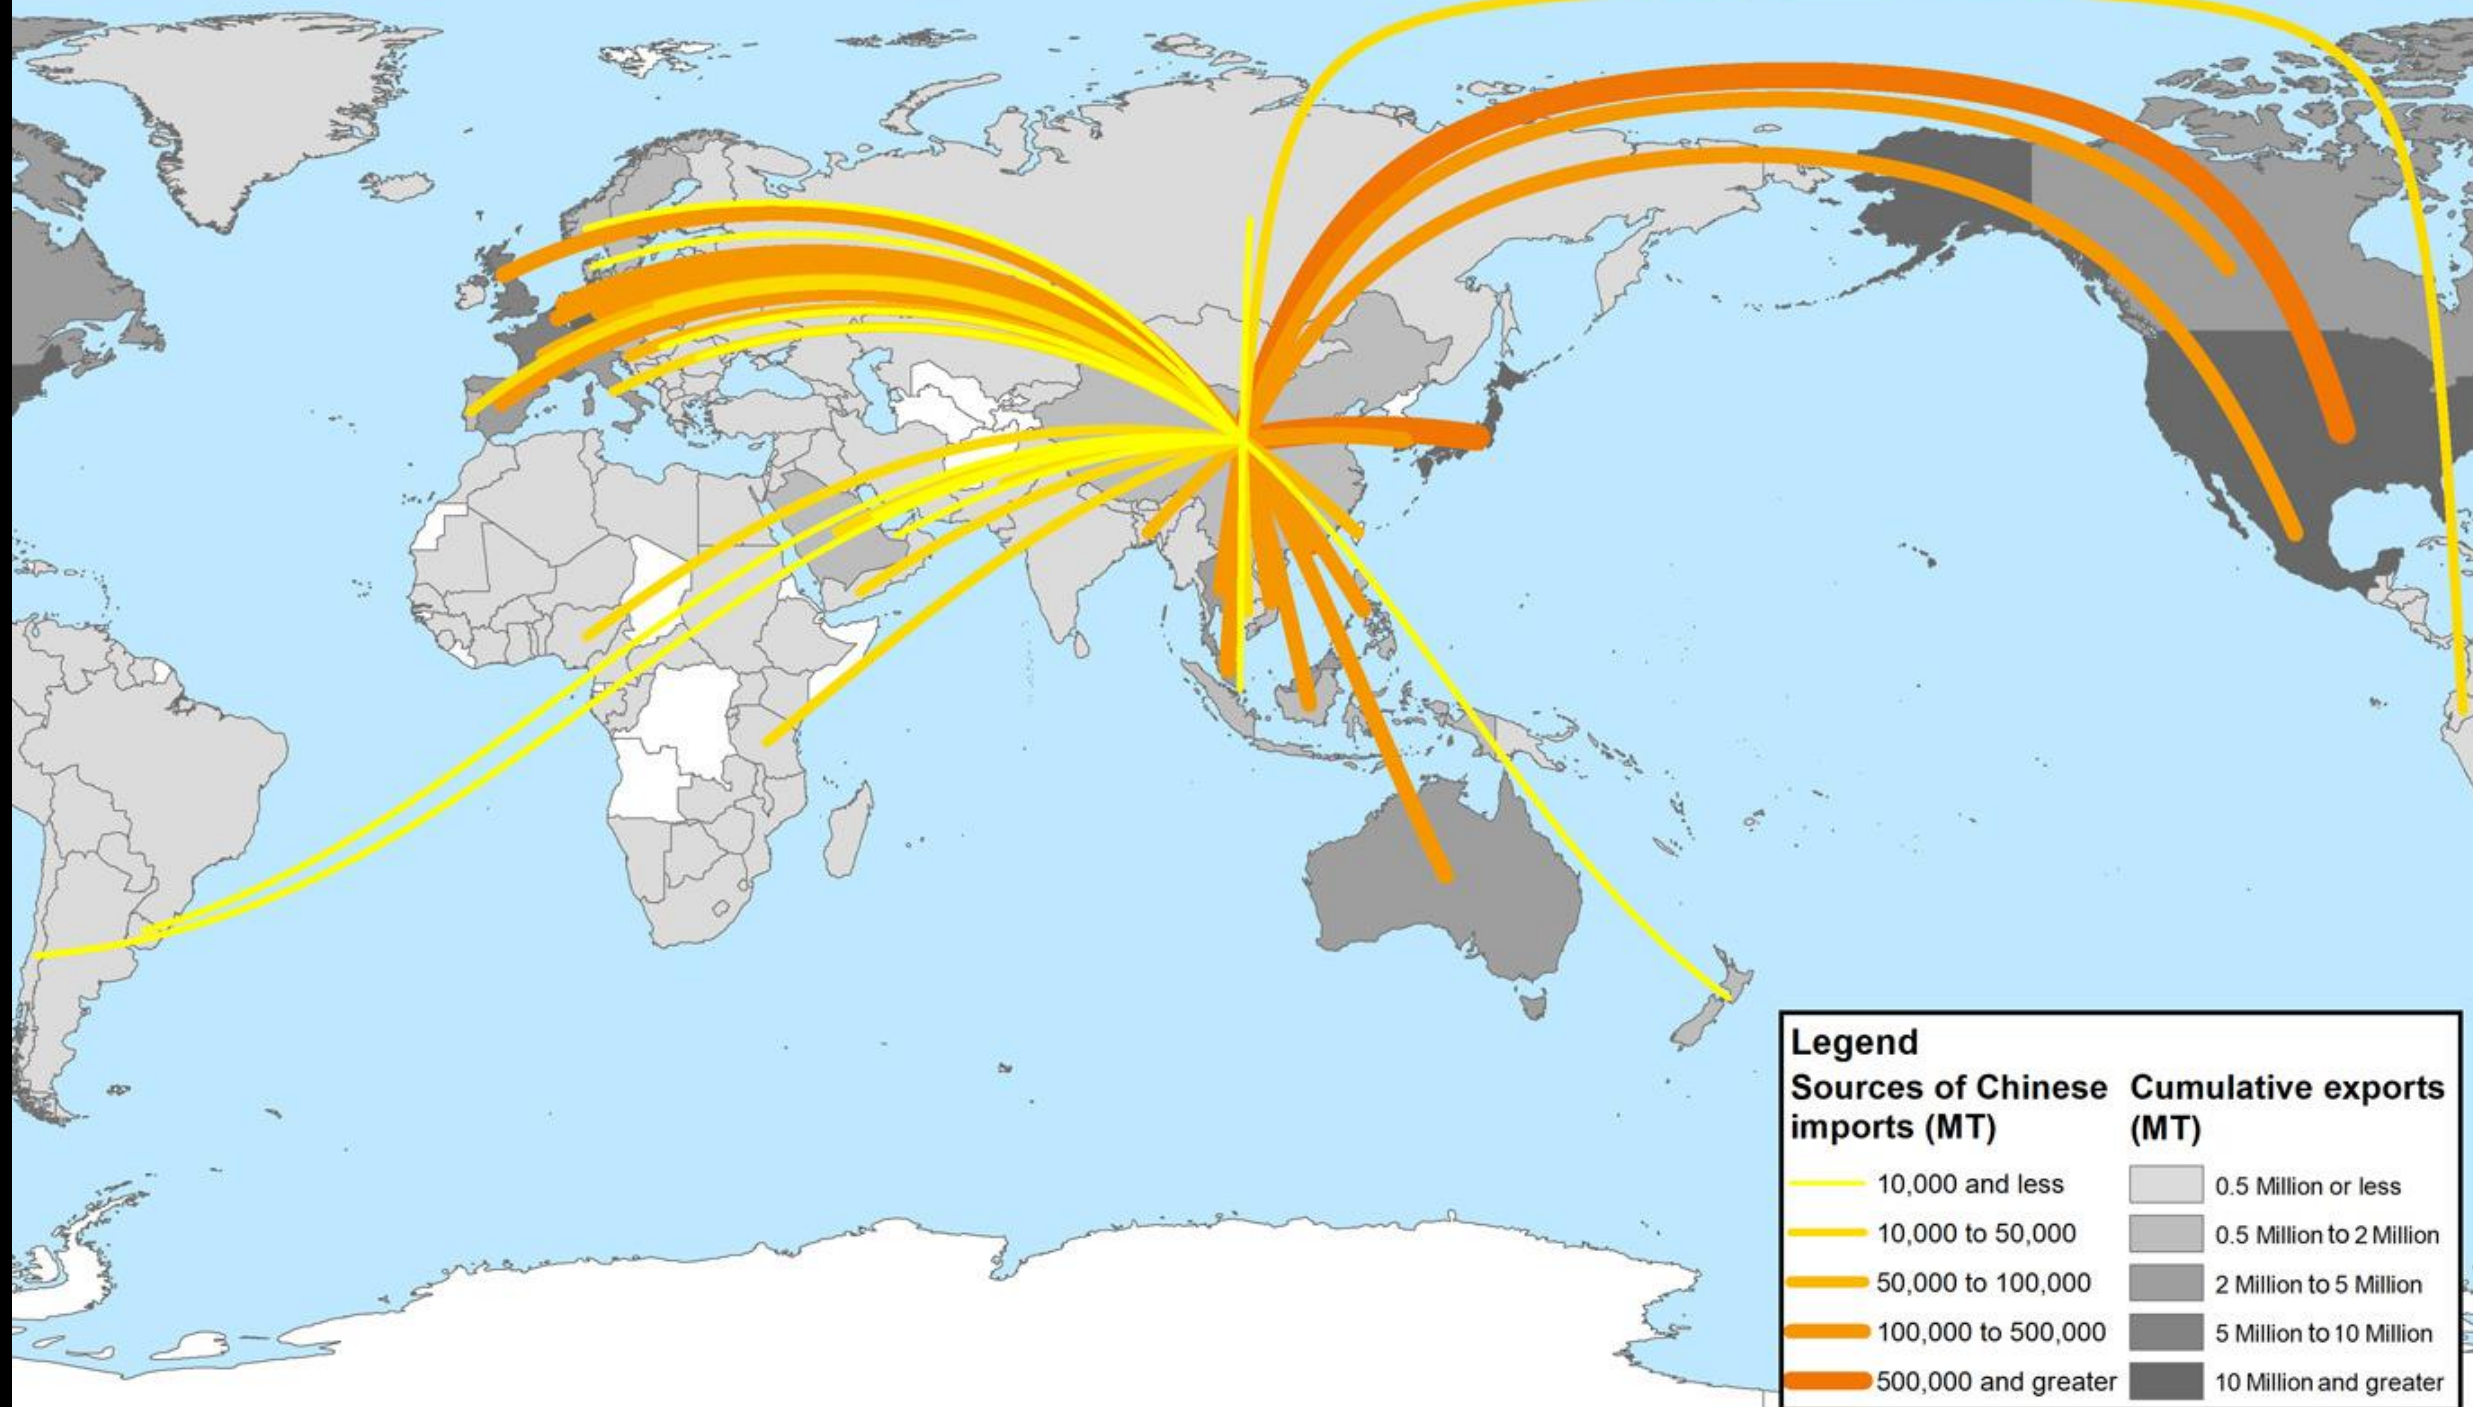 Legend
Sources of Chinese imports (MT)
10,000 and less
10,000 to 50,000
50,000 to 100,000
100,000 to 500,000
500,000 and greater
Cumulative exports (MT)
0.5 Million or less
0.5 Million to 2 Million
2 Million to 5 Million
5 Million to 10 Million
10 Million and greater